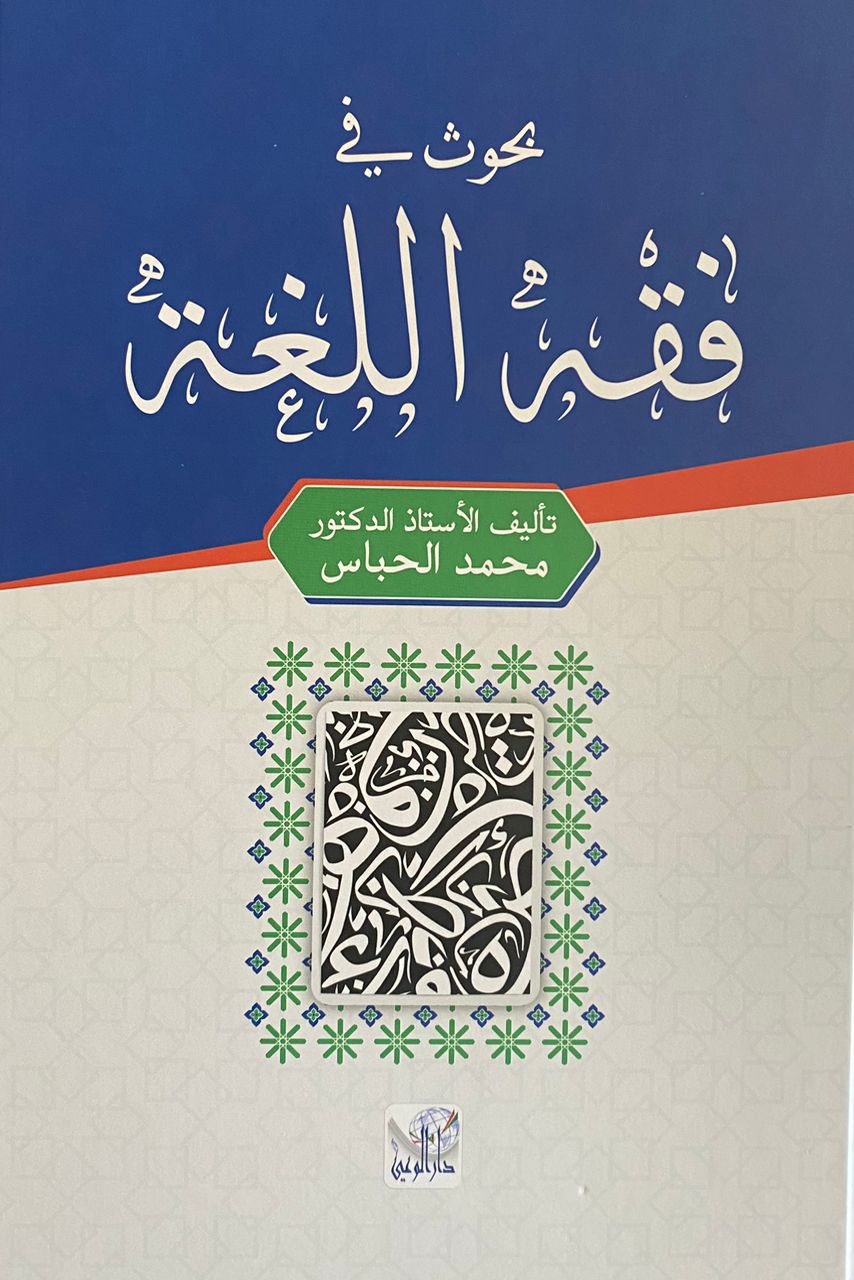 بحوث في
فقه اللغة
تأليف الأستاذ الدكتور
محمد الحباس
دار الوعي